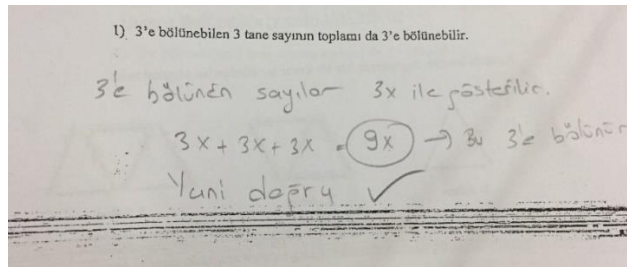 1) 3'e bölünebilen 3 tane sayının toplamı da 3'e bölünebilir.
3'e bölünen sayılar 3x ile gösterilir.
3x + 3x + 3x = 9x → Bu 3'e bölünür
Yani doğru ✓